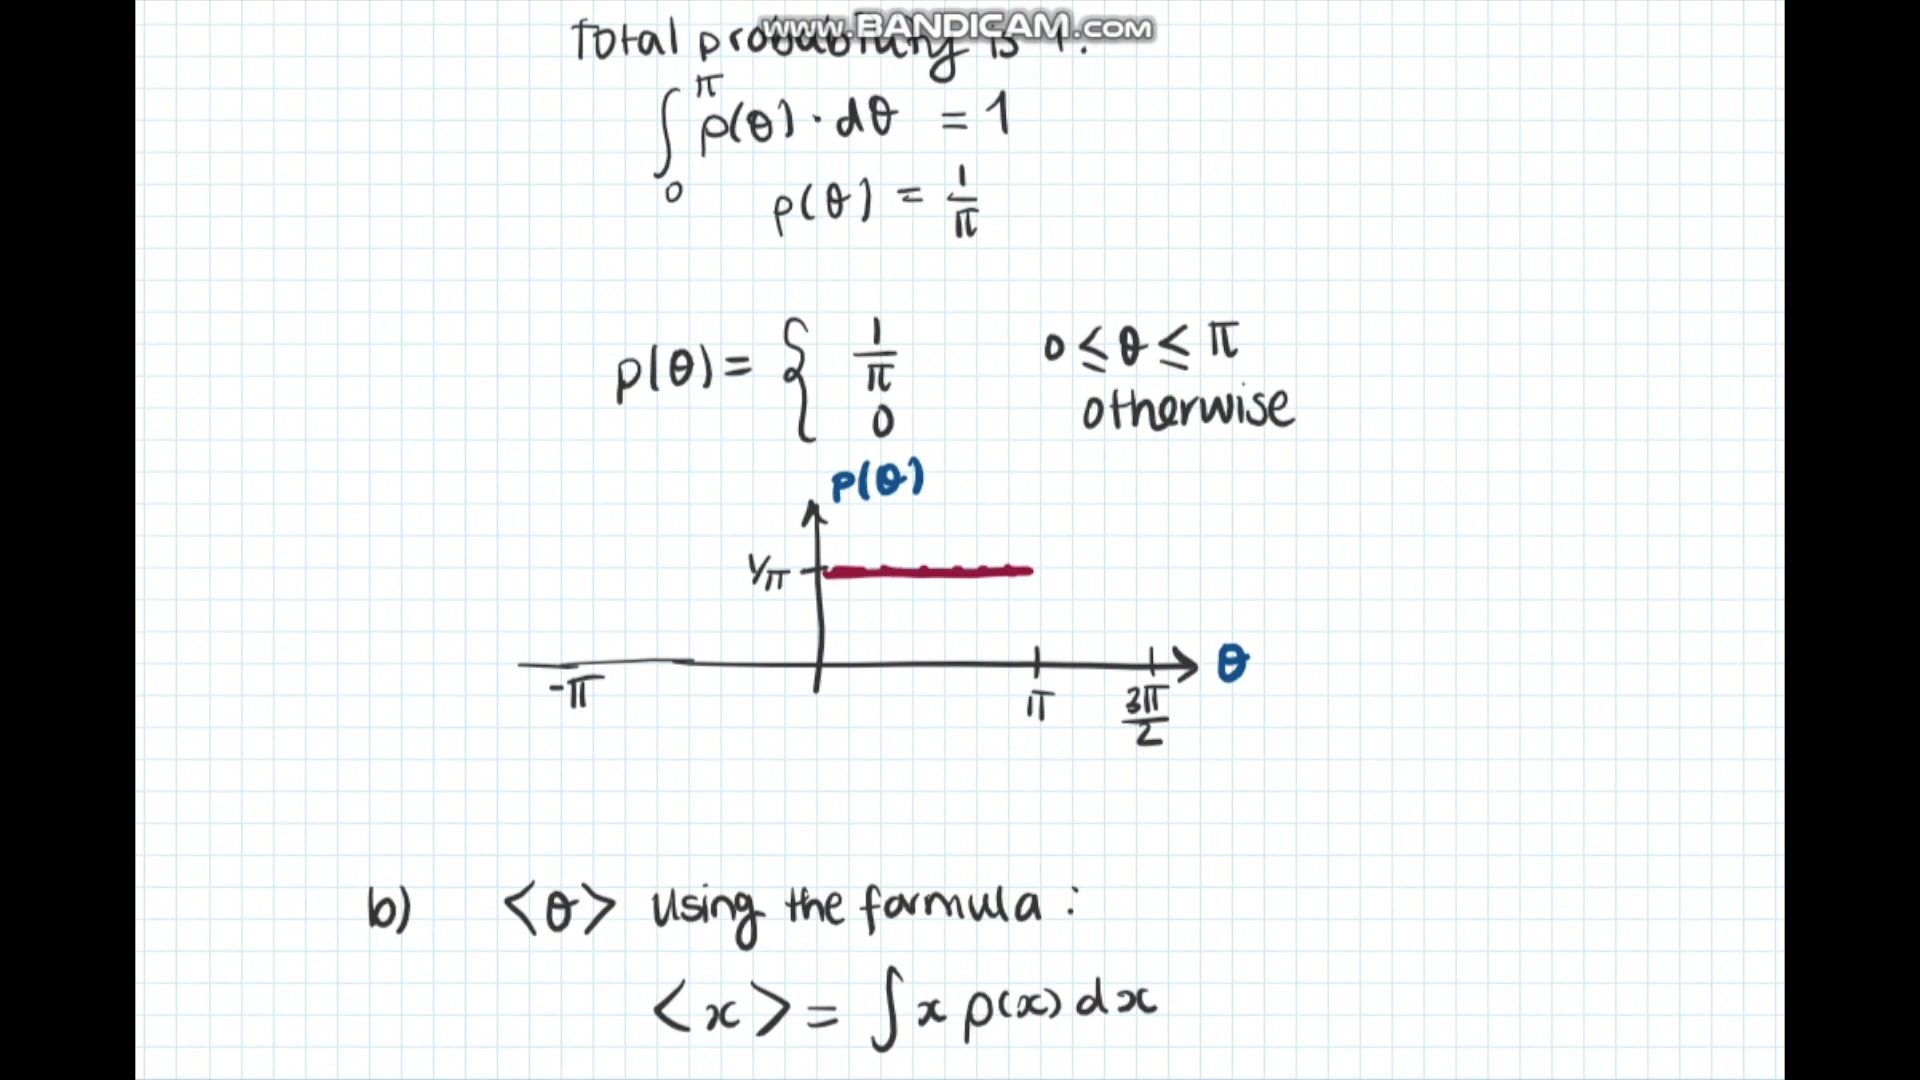 www.BANDICAM.com
Total probability is 1.
∫₀^π ρ(θ) · dθ = 1
ρ(θ) = 1/π
ρ(θ) = { 1/π 0 ≤ θ ≤ π
0 otherwise
P(θ)
1/π
θ
-π π 3π/2
b) <θ> using the formula:
<x> = ∫ x ρ(x) dx